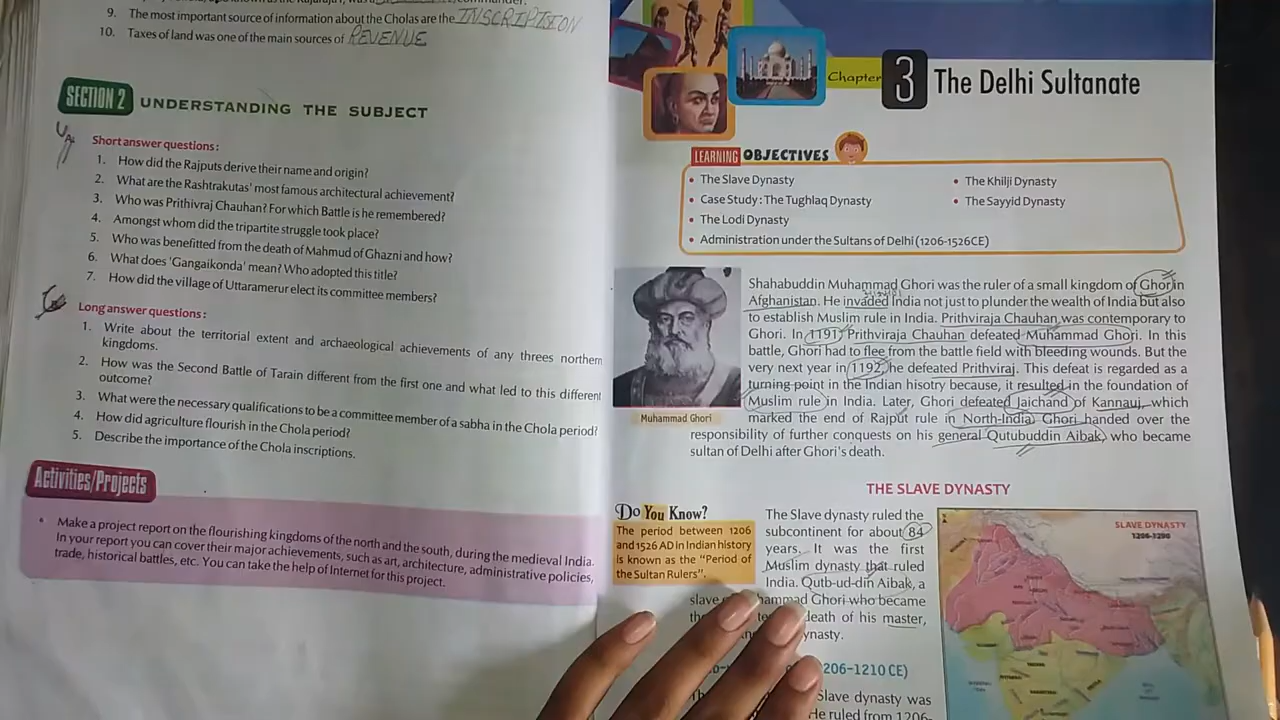 9. The most important source of information about the Cholas are the INSCRIPTION
10. Taxes of land was one of the main sources of REVENUE
SECTION 2 UNDERSTANDING THE SUBJECT
Short answer questions:
1. How did the Rajputs derive their name and origin?
2. What are the Rashtrakutas' most famous architectural achievement?
3. Who was Prithivraj Chauhan? For which Battle is he remembered?
4. Amongst whom did the tripartite struggle took place?
5. Who was benefitted from the death of Mahmud of Ghazni and how?
6. What does 'Gangaikonda' mean? Who adopted this title?
7. How did the village of Uttaramerur elect its committee members?
Long answer questions:
1. Write about the territorial extent and archaeological achievements of any threes northern
kingdoms.
2. How was the Second Battle of Tarain different from the first one and what led to this different
outcome?
3. What were the necessary qualifications to be a committee member of a sabha in the Chola period?
4. How did agriculture flourish in the Chola period?
5. Describe the importance of the Chola inscriptions.
Activities/Projects
• Make a project report on the flourishing kingdoms of the north and the south, during the medieval India.
In your report you can cover their major achievements, such as art, architecture, administrative policies,
trade, historical battles, etc. You can take the help of Internet for this project.
Chapter 3 The Delhi Sultanate
LEARNING OBJECTIVES
• The Slave Dynasty
• The Khilji Dynasty
• Case Study : The Tughlaq Dynasty
• The Sayyid Dynasty
• The Lodi Dynasty
• Administration under the Sultans of Delhi (1206-1526CE)
Shahabuddin Muhammad Ghori was the ruler of a small kingdom of Ghor in
Afghanistan. He invaded India not just to plunder the wealth of India but also
to establish Muslim rule in India. Prithviraja Chauhan was contemporary to
Ghori. In 1191, Prithviraja Chauhan defeated Muhammad Ghori. In this
battle, Ghori had to flee from the battle field with bleeding wounds. But the
very next year in 1192, he defeated Prithviraj. This defeat is regarded as a
turning point in the Indian hisotry because, it resulted in the foundation of
Muslim rule in India. Later, Ghori defeated Jaichand of Kannauj, which
marked the end of Rajput rule in North-India. Ghori handed over the
responsibility of further conquests on his general Qutubuddin Aibak, who became
sultan of Delhi after Ghori's death.
Muhammad Ghori
THE SLAVE DYNASTY
Do You Know?
The period between 1206
and 1526 AD in Indian history
is known as the "Period of
the Sultan Rulers".
The Slave dynasty ruled the
subcontinent for about 84
years. It was the first
Muslim dynasty that ruled
India. Qutb-ud-din Aibak, a
slave hammad Ghori who became
death of his master,
ynasty.
SLAVE DYNASTY
1206-1290
206-1210 CE)
Slave dynasty was
He ruled from 1206-